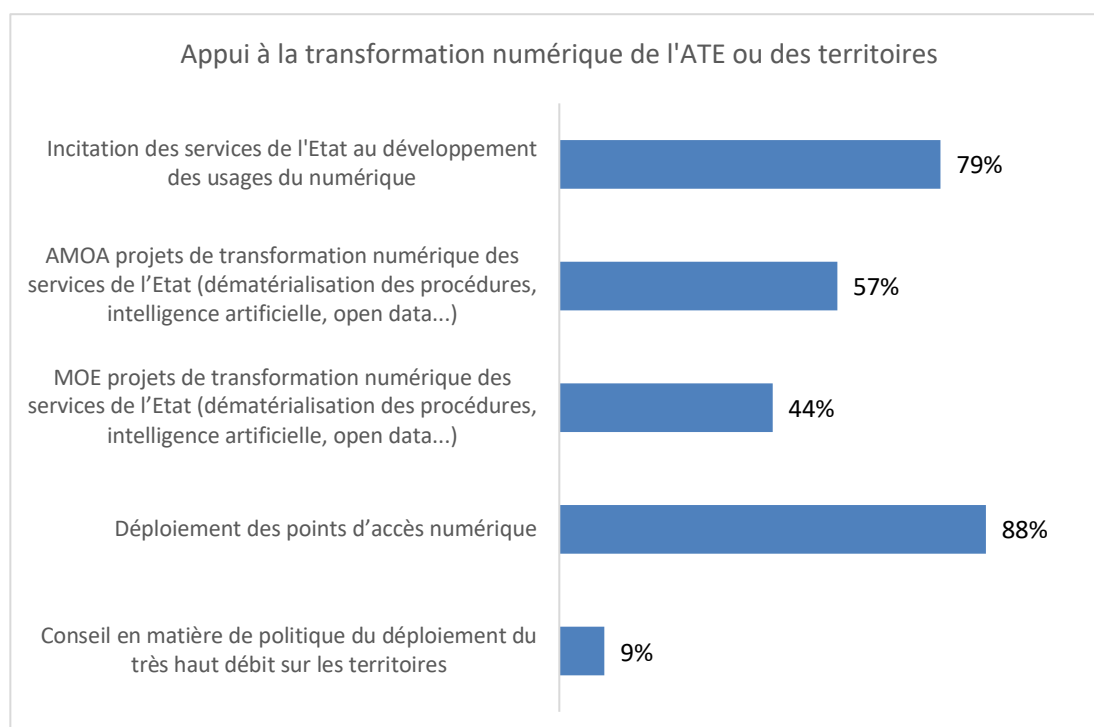 Appui à la transformation numérique de l'ATE ou des territoires
Incitation des services de l'Etat au développement
des usages du numérique
79%
AMOA projets de transformation numérique des
services de l’Etat (dématérialisation des procédures,
intelligence artificielle, open data...)
57%
MOE projets de transformation numérique des
services de l’Etat (dématérialisation des procédures,
intelligence artificielle, open data...)
44%
Déploiement des points d’accès numérique
88%
Conseil en matière de politique du déploiement du
très haut débit sur les territoires
9%